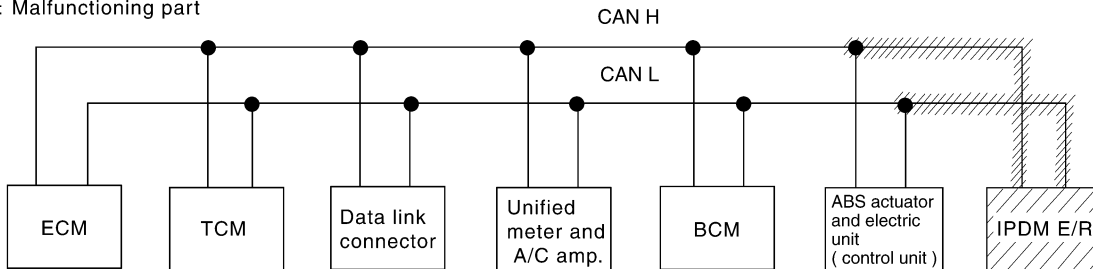 : Malfunctioning part
CAN H
CAN L
ECM
TCM
Data link
connector
Unified
meter and
A/C amp.
BCM
ABS actuator
and electric
unit
( control unit )
IPDM E/R